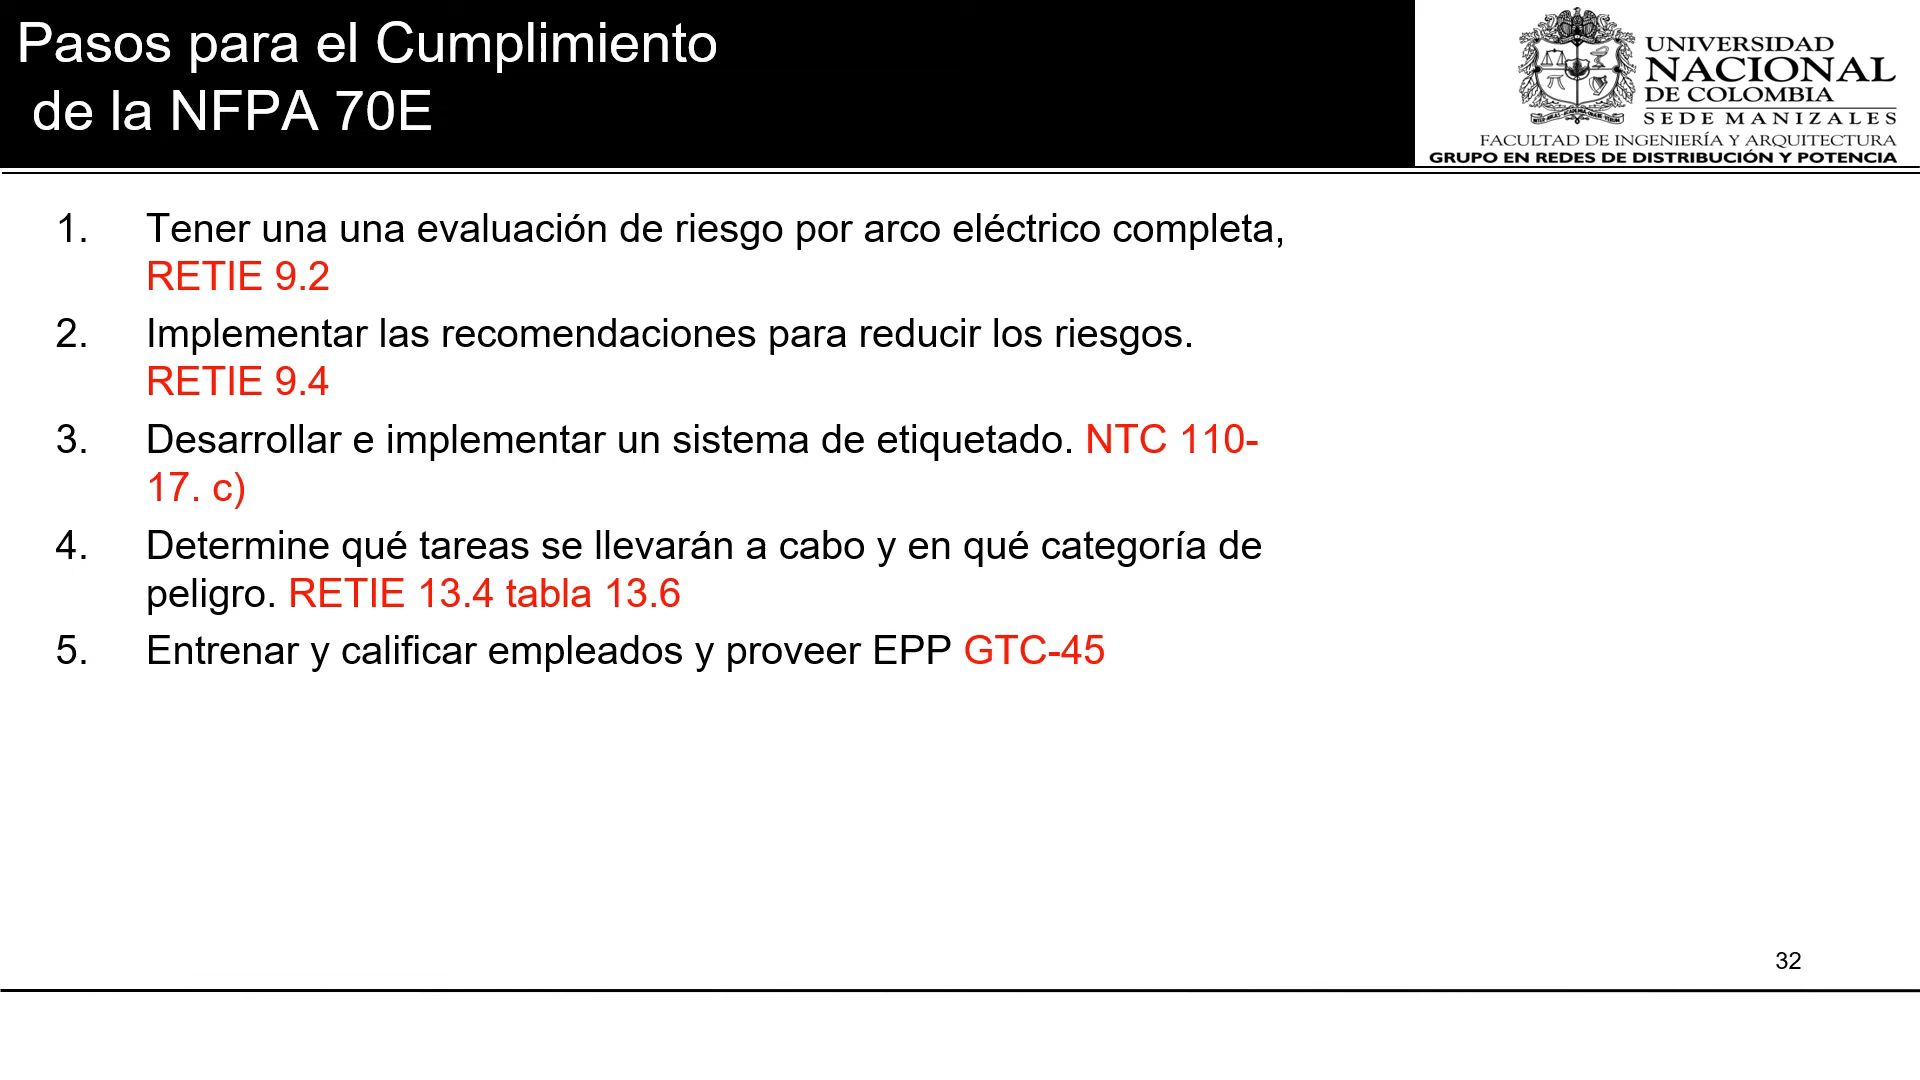 Pasos para el Cumplimiento
de la NFPA 70E
UNIVERSIDAD
NACIONAL
DE COLOMBIA
SEDE MANIZALES
FACULTAD DE INGENIERÍA Y ARQUITECTURA
GRUPO EN REDES DE DISTRIBUCIÓN Y POTENCIA
1. Tener una una evaluación de riesgo por arco eléctrico completa,
RETIE 9.2
2. Implementar las recomendaciones para reducir los riesgos.
RETIE 9.4
3. Desarrollar e implementar un sistema de etiquetado. NTC 110-
17. c)
4. Determine qué tareas se llevarán a cabo y en qué categoría de
peligro. RETIE 13.4 tabla 13.6
5. Entrenar y calificar empleados y proveer EPP GTC-45
32